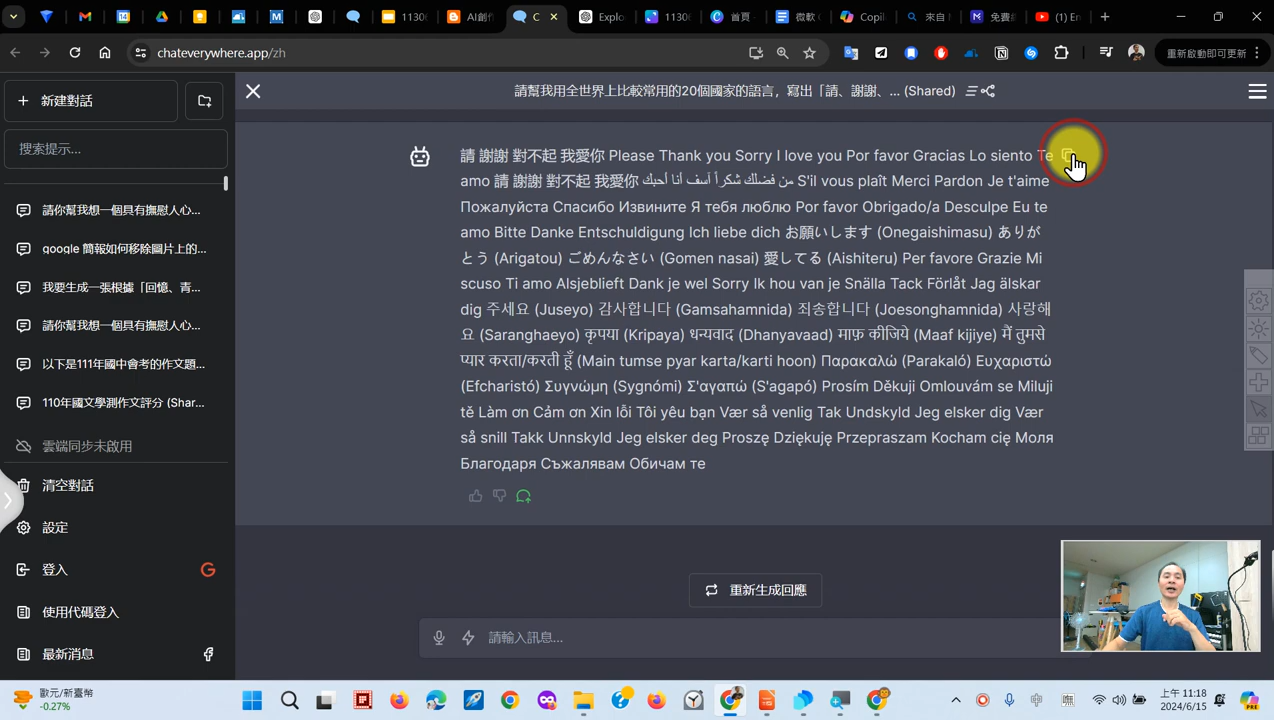 1130
AI創作
C
Explo
1130
首頁
微軟
Copil
來自
免費
(1) En
chateverywhere.app/zh
重新啟動即可更新
新建對話
搜索提示...
請你幫我想一個具有撫慰人心...
google 簡報如何移除圖片上的...
我要生成一張根據「回憶、青...
請你幫我想一個具有撫慰人心...
以下是111年國中會考的作文題...
110年國文學測作文評分 (Shar...
雲端同步未啟用
清空對話
設定
登入
使用代碼登入
最新消息
請幫我用全世界上比較常用的20個國家的語言，寫出「請、謝謝、... (Shared)
請 謝謝 對不起 我愛你 Please Thank you Sorry I love you Por favor Gracias Lo siento Te
amo 請 謝謝 對不起 我愛你 من فضلك شكراً آسف أنا أحبك S'il vous plaît Merci Pardon Je t'aime
Пожалуйста Спасибо Извините Я тебя люблю Por favor Obrigado/a Desculpe Eu te
amo Bitte Danke Entschuldigung Ich liebe dich お願いします (Onegaishimasu) ありが
とう (Arigatou) ごめんなさい (Gomen nasai) 愛してる (Aishiteru) Per favore Grazie Mi
scuso Ti amo Alsjeblieft Dank je wel Sorry Ik hou van je Snälla Tack Förlåt Jag älskar
dig 주세요 (Juseyo) 감사합니다 (Gamsahamnida) 죄송합니다 (Joesonghamnida) 사랑해
요 (Saranghaeyo) कृपया (Kripaya) धन्यवाद (Dhanyavaad) माफ़ कीजिये (Maaf kijiye) मैं तुमसे
प्यार करता/करती हूँ (Main tumse pyar karta/karti hoon) Παρακαλώ (Parakaló) Ευχαριστώ
(Efcharistó) Συγνώμη (Sygnómi) Σ'αγαπώ (S'agapó) Prosím Děkuji Omlouvám se Miluji
tě Làm ơn Cảm ơn Xin lỗi Tôi yêu bạn Vær så venlig Tak Undskyld Jeg elsker dig Vær
så snill Takk Unnskyld Jeg elsker deg Proszę Dziękuję Przepraszam Kocham cię Моля
Благодаря Съжалявам Обичам те
重新生成回應
請輸入訊息...
歐元/新臺幣
-0.27%
上午 11:18
2024/6/15